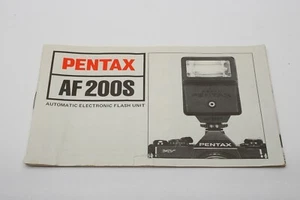 PENTAX
AF 200S
AUTOMATIC ELECTRONIC FLASH UNIT
PENTAX